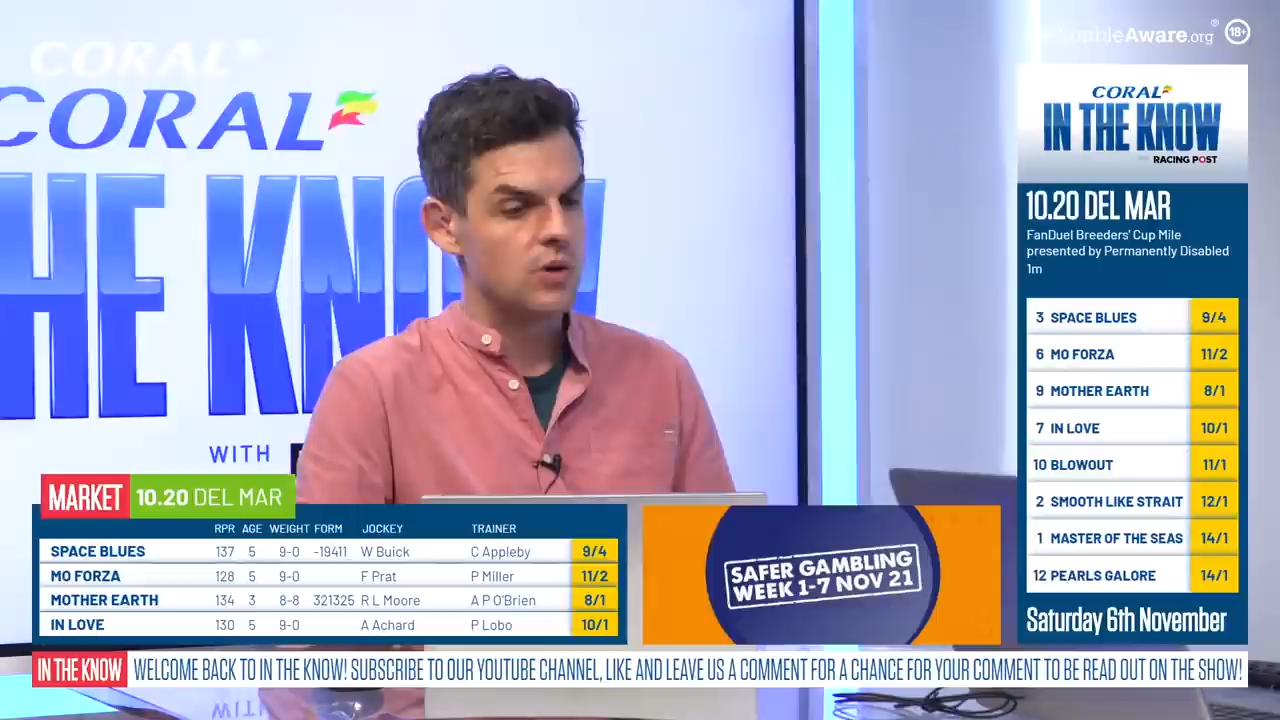 CORAL
CORAL
THE KNOW
WITH
GambleAware.org® 18+
CORAL
IN THE KNOW
WITH RACING POST
10.20 DEL MAR
FanDuel Breeders' Cup Mile
presented by Permanently Disabled
1m
3 SPACE BLUES 9/4
6 MO FORZA 11/2
9 MOTHER EARTH 8/1
7 IN LOVE 10/1
10 BLOWOUT 11/1
2 SMOOTH LIKE STRAIT 12/1
1 MASTER OF THE SEAS 14/1
12 PEARLS GALORE 14/1
Saturday 6th November
MARKET 10.20 DEL MAR
RPR AGE WEIGHT FORM JOCKEY TRAINER
SPACE BLUES 137 5 9-0 -19411 W Buick C Appleby 9/4
MO FORZA 128 5 9-0 F Prat P Miller 11/2
MOTHER EARTH 134 3 8-8 321325 R L Moore A P O'Brien 8/1
IN LOVE 130 5 9-0 A Achard P Lobo 10/1
SAFER GAMBLING
WEEK 1-7 NOV 21
IN THE KNOW WELCOME BACK TO IN THE KNOW! SUBSCRIBE TO OUR YOUTUBE CHANNEL, LIKE AND LEAVE US A COMMENT FOR A CHANCE FOR YOUR COMMENT TO BE READ OUT ON THE SHOW!